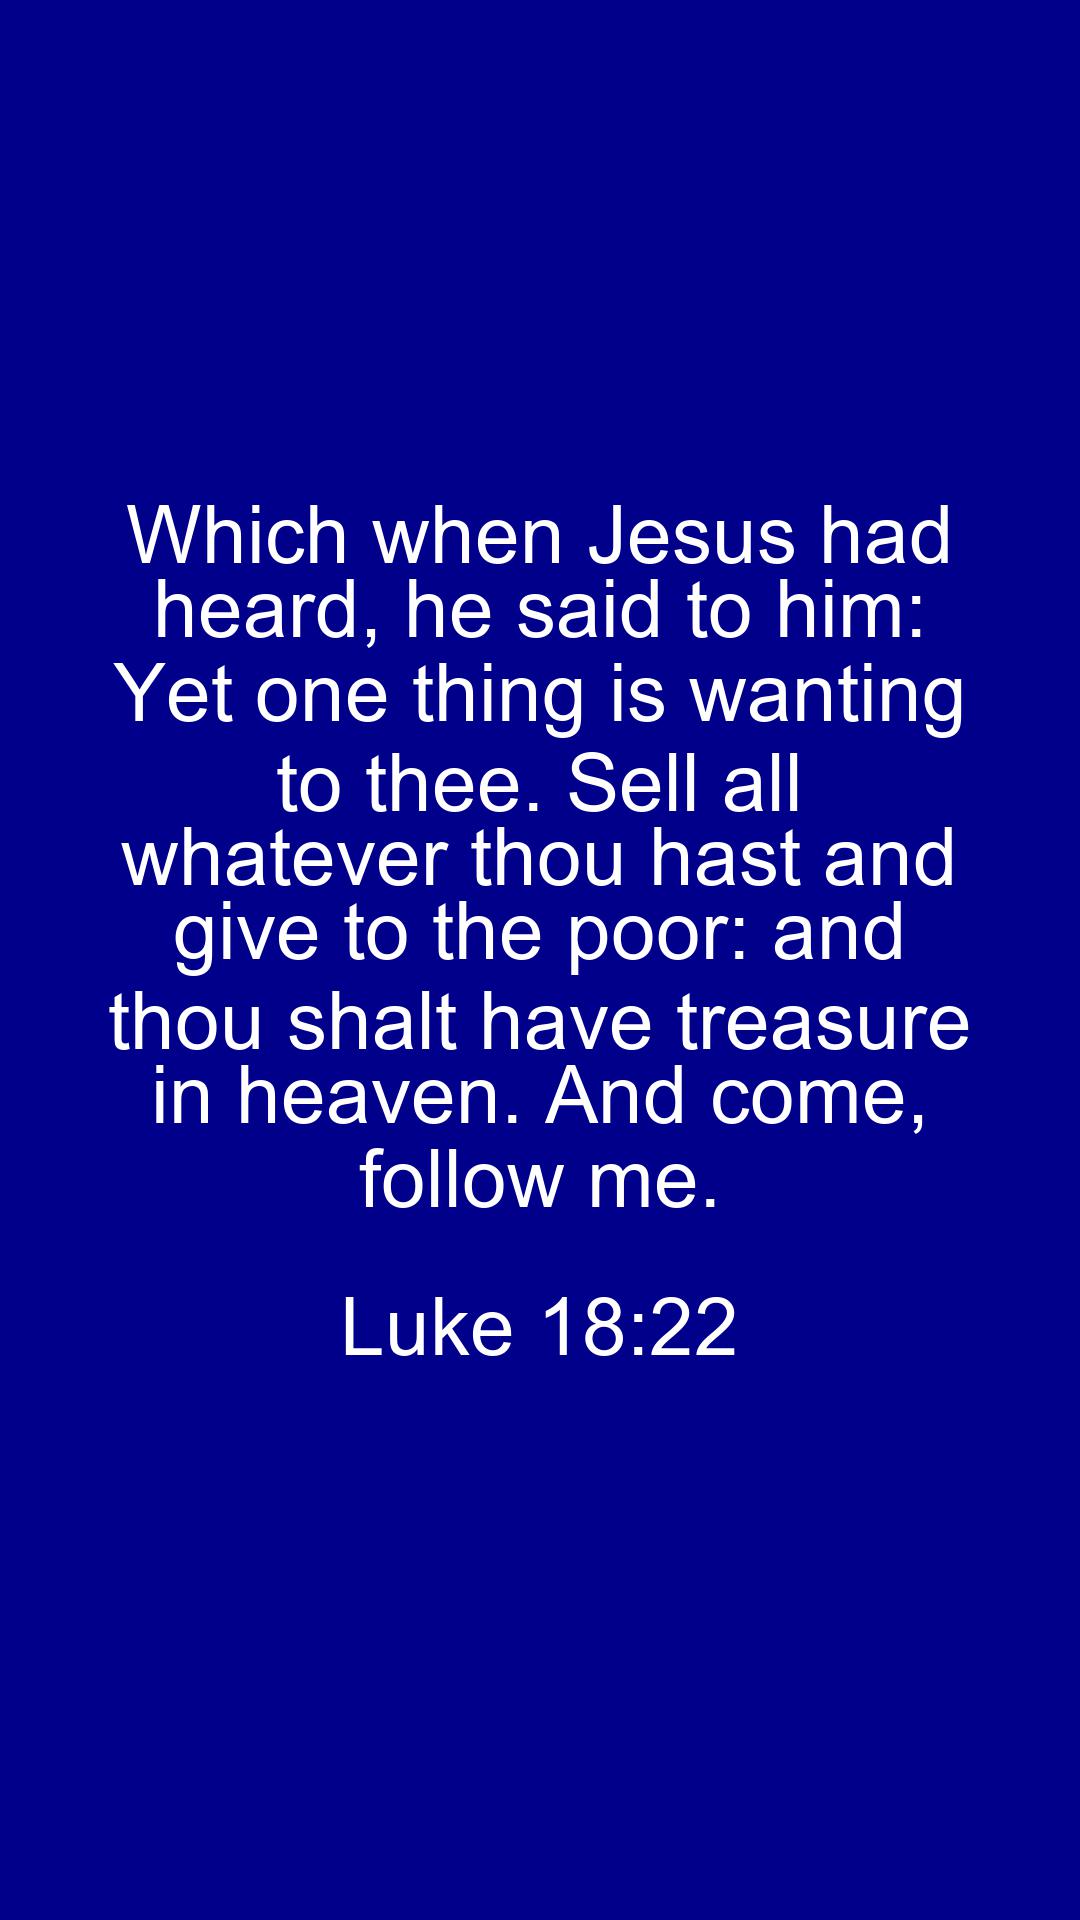 Which when Jesus had
heard, he said to him:
Yet one thing is wanting
to thee. Sell all
whatever thou hast and
give to the poor: and
thou shalt have treasure
in heaven. And come,
follow me.
Luke 18:22